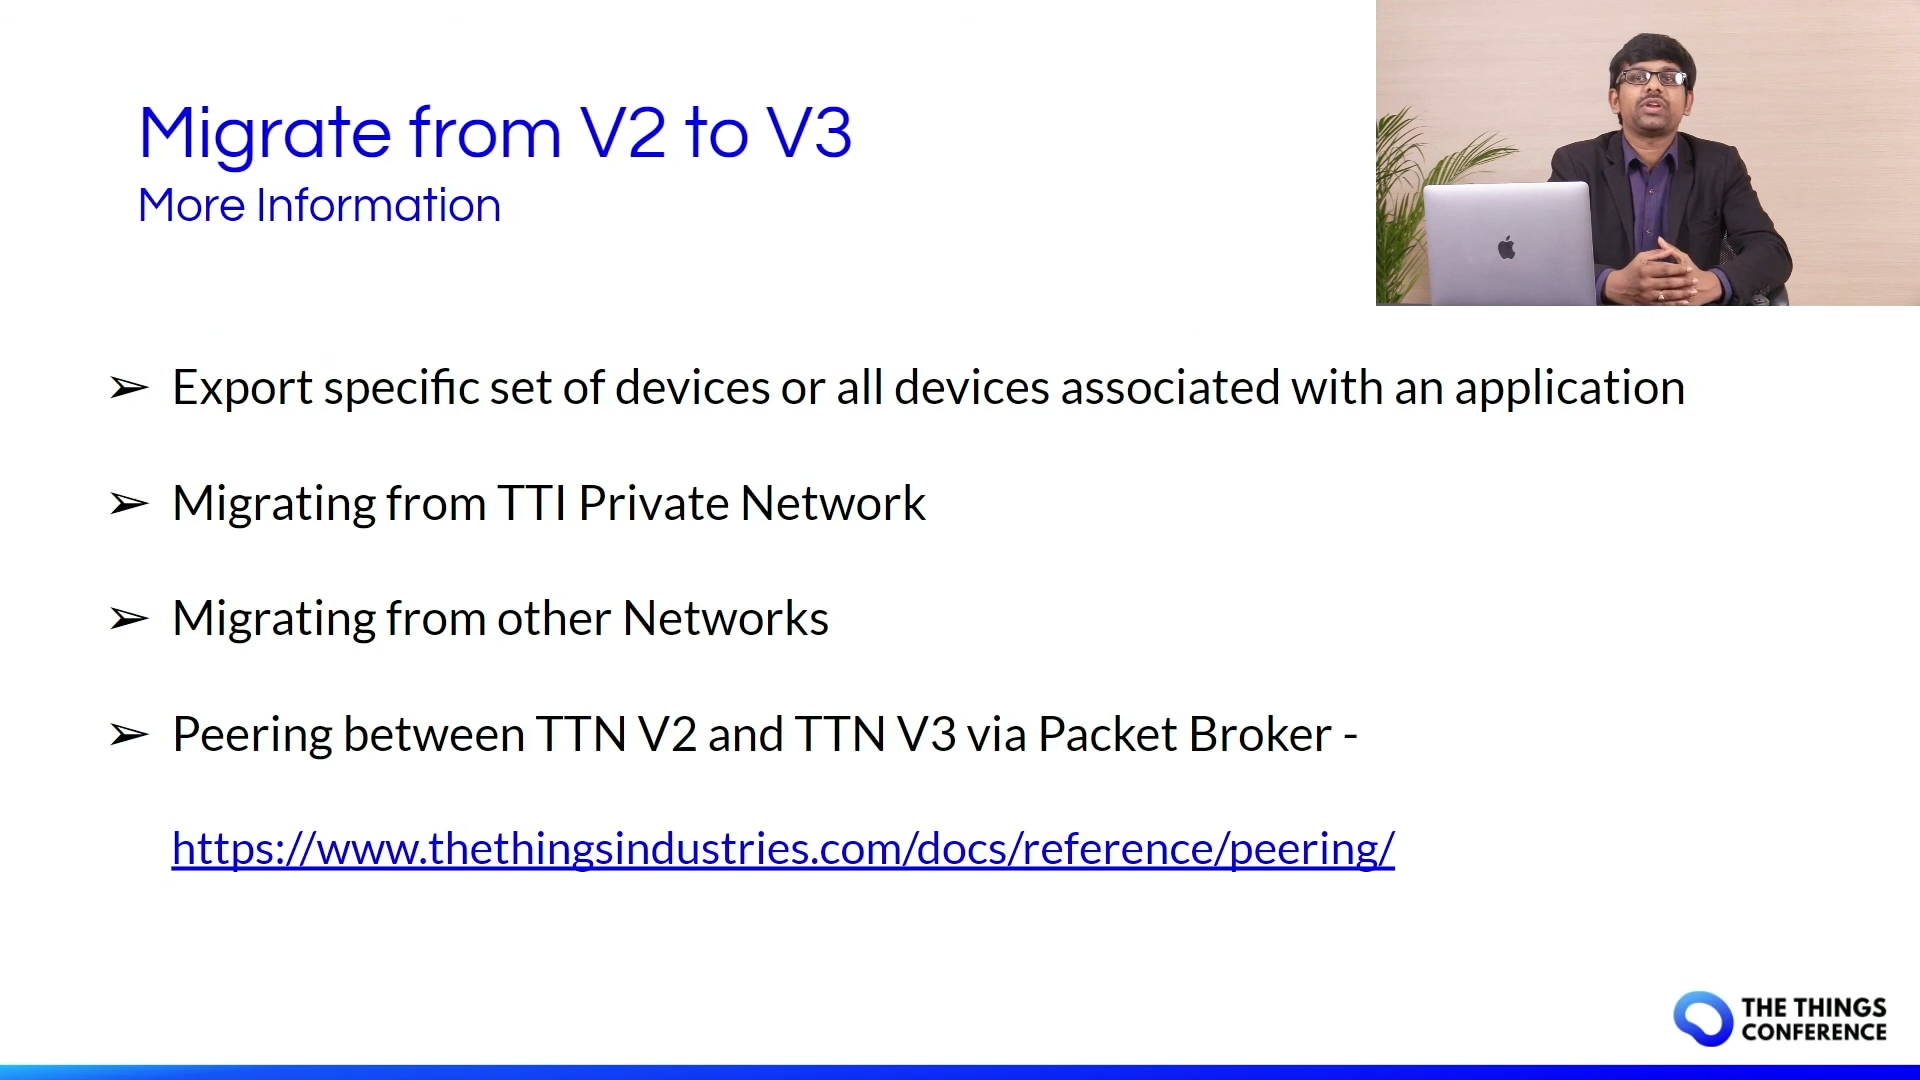 Migrate from V2 to V3
More Information
➢ Export specific set of devices or all devices associated with an application
➢ Migrating from TTI Private Network
➢ Migrating from other Networks
➢ Peering between TTN V2 and TTN V3 via Packet Broker -
https://www.thethingsindustries.com/docs/reference/peering/
THE THINGS
CONFERENCE